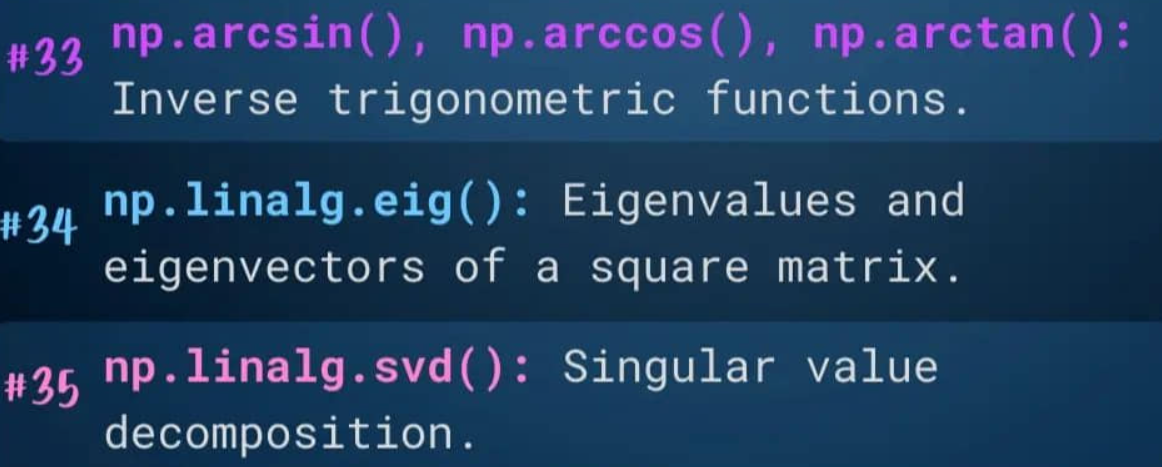 #33 np.arcsin(), np.arccos(), np.arctan():
Inverse trigonometric functions.
#34 np.linalg.eig(): Eigenvalues and
eigenvectors of a square matrix.
#35 np.linalg.svd(): Singular value
decomposition.